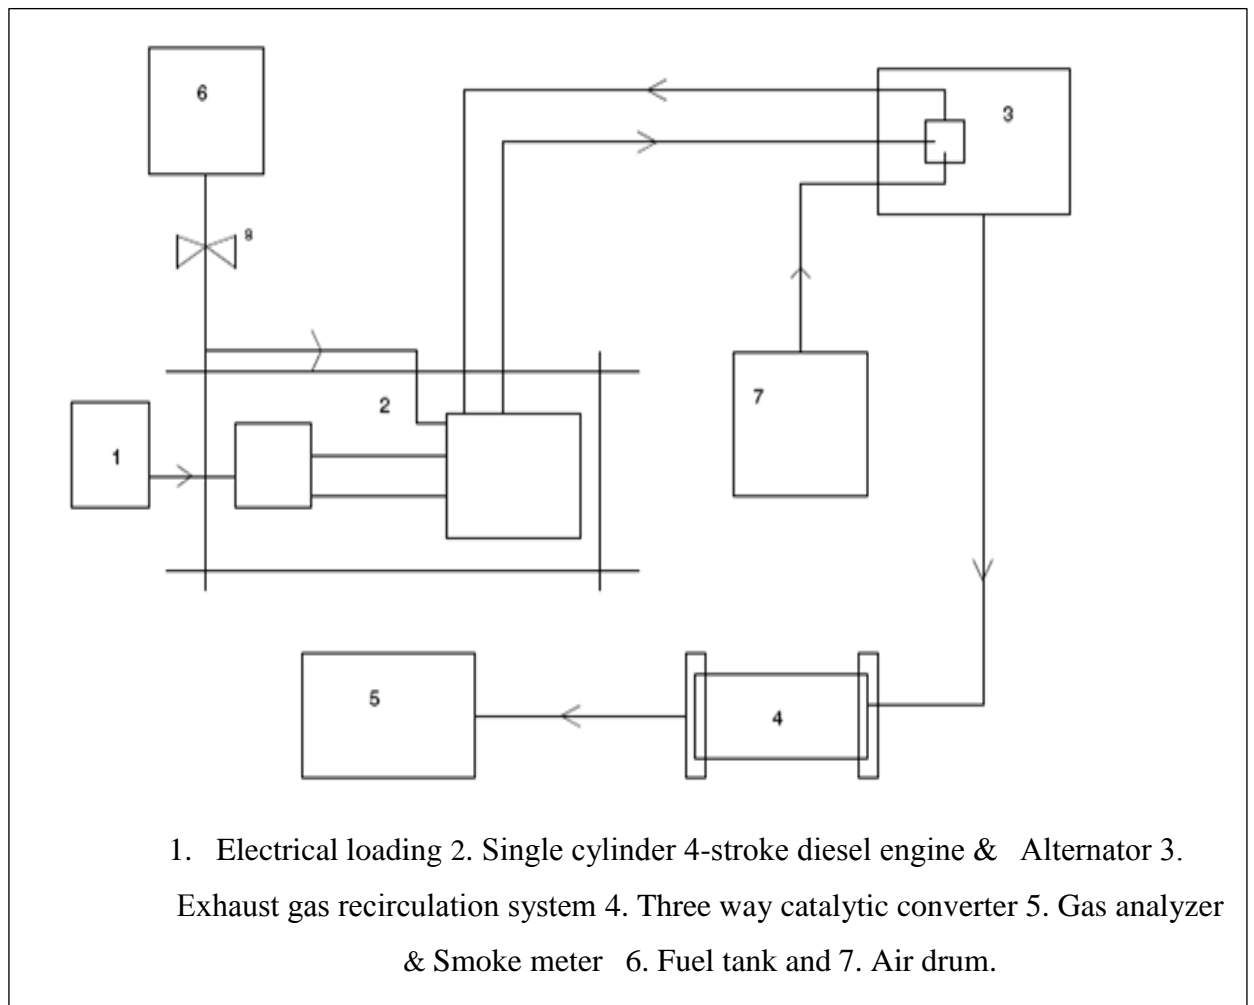 6
3
8
7
2
1
5
4
1. Electrical loading 2. Single cylinder 4-stroke diesel engine & Alternator 3.
Exhaust gas recirculation system 4. Three way catalytic converter 5. Gas analyzer
& Smoke meter 6. Fuel tank and 7. Air drum.